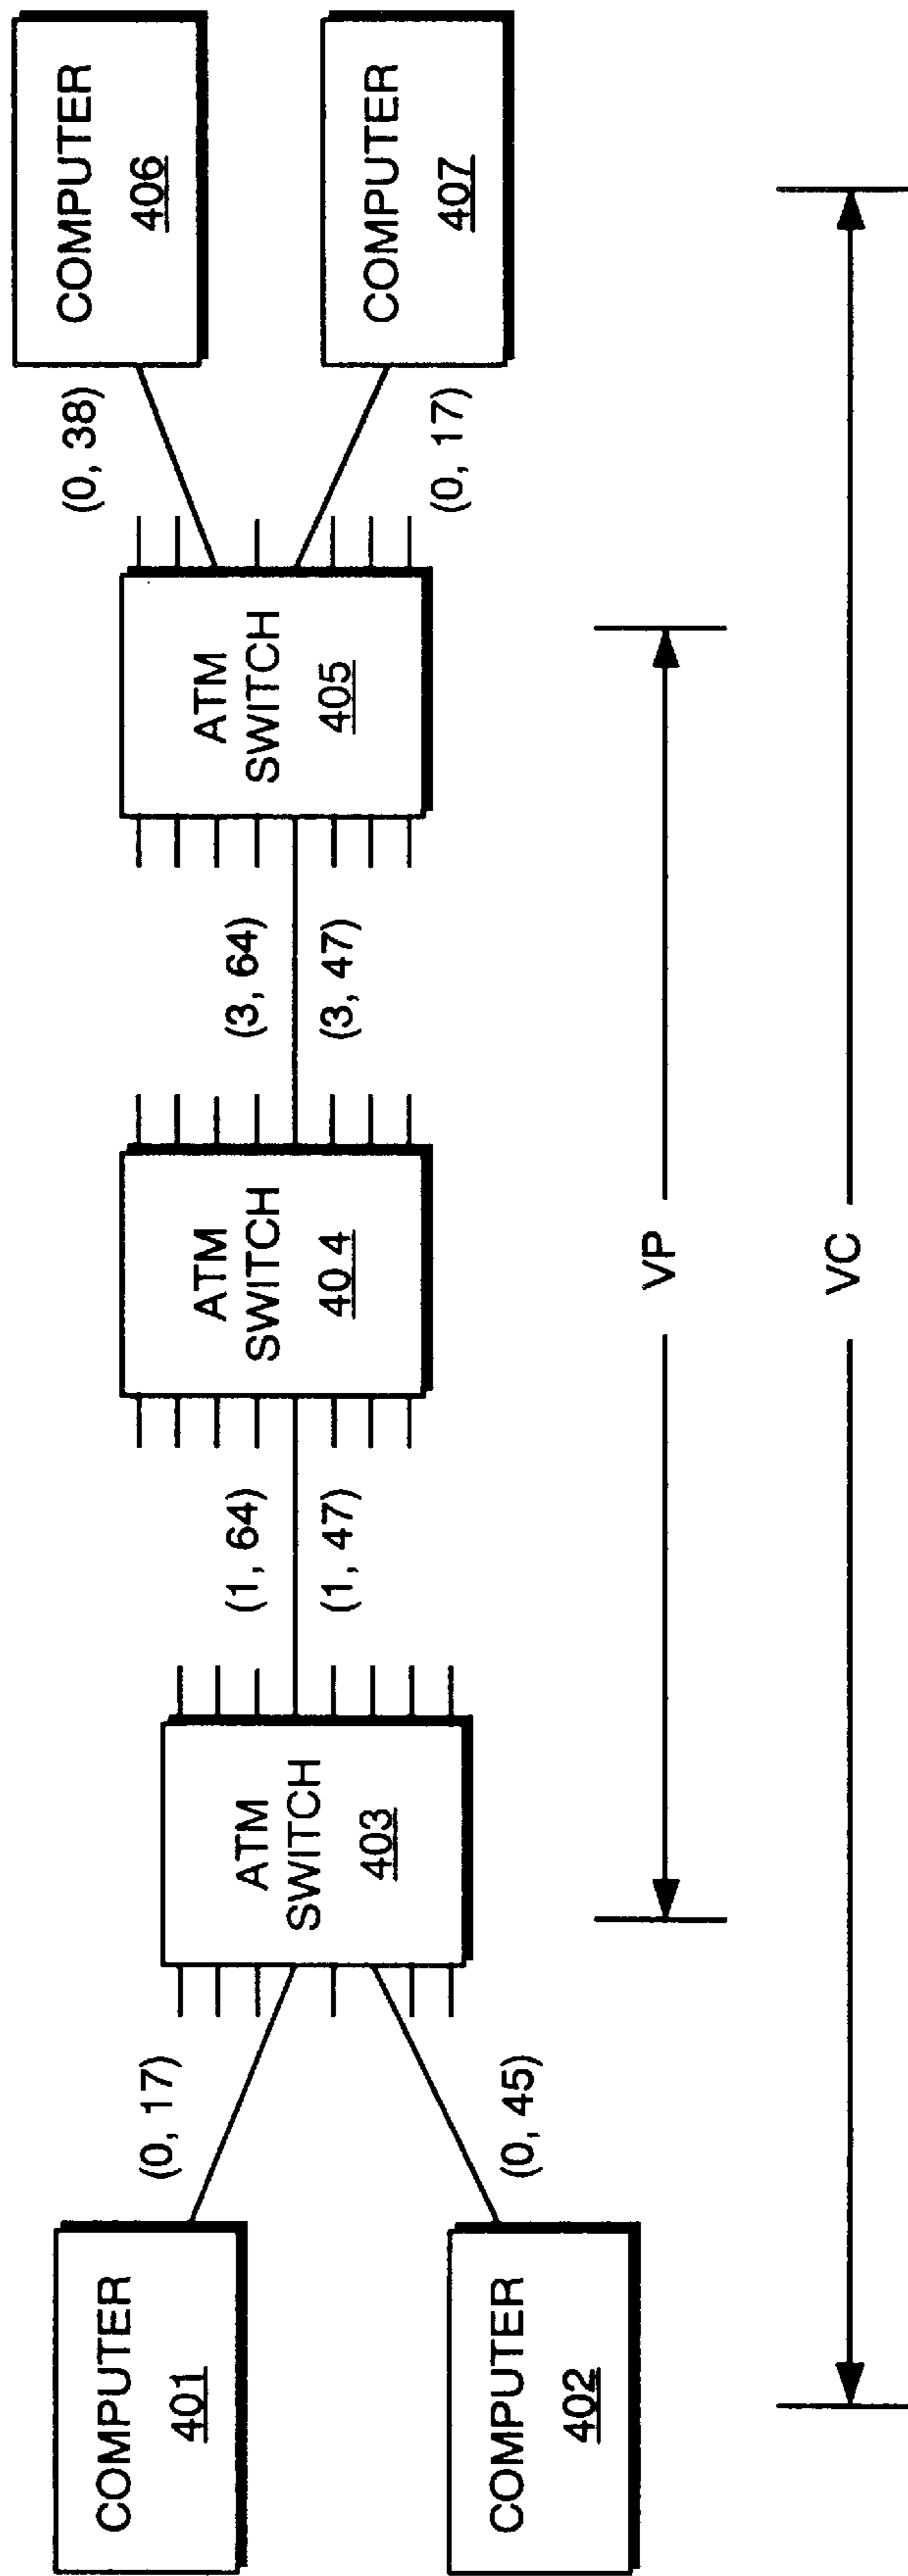 COMPUTER
401
COMPUTER
402
(0, 17)
(0, 45)
ATM
SWITCH
403
(1, 64)
(1, 47)
ATM
SWITCH
40 4
(3, 64)
(3, 47)
ATM
SWITCH
405
(0, 38)
(0, 17)
COMPUTER
406
COMPUTER
407
VP
VC